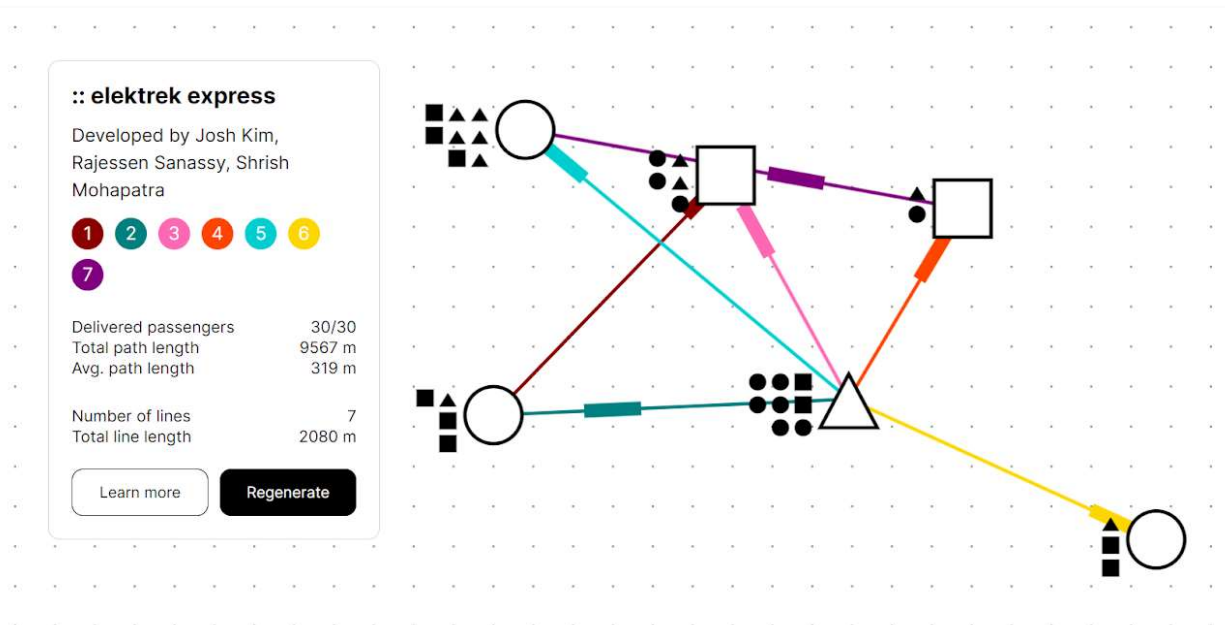 :: elektrek express
Developed by Josh Kim,
Rajessen Sanassy, Shrish
Mohapatra
1 2 3 4 5 6
7
Delivered passengers 30/30
Total path length 9567 m
Avg. path length 319 m
Number of lines 7
Total line length 2080 m
Learn more Regenerate